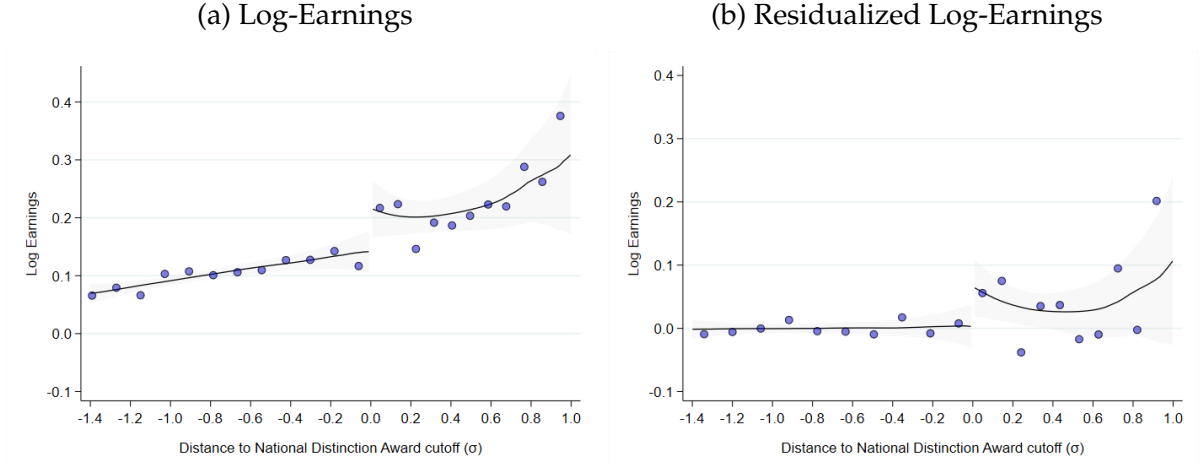 (a) Log-Earnings
(b) Residualized Log-Earnings
0.4
0.3
0.2
0.1
0.0
-0.1
Log Earnings
-1.4 -1.2 -1.0 -0.8 -0.6 -0.4 -0.2 0.0 0.2 0.4 0.6 0.8 1.0
Distance to National Distinction Award cutoff (σ)
0.4
0.3
0.2
0.1
0.0
-0.1
Log Earnings
-1.4 -1.2 -1.0 -0.8 -0.6 -0.4 -0.2 0.0 0.2 0.4 0.6 0.8 1.0
Distance to National Distinction Award cutoff (σ)